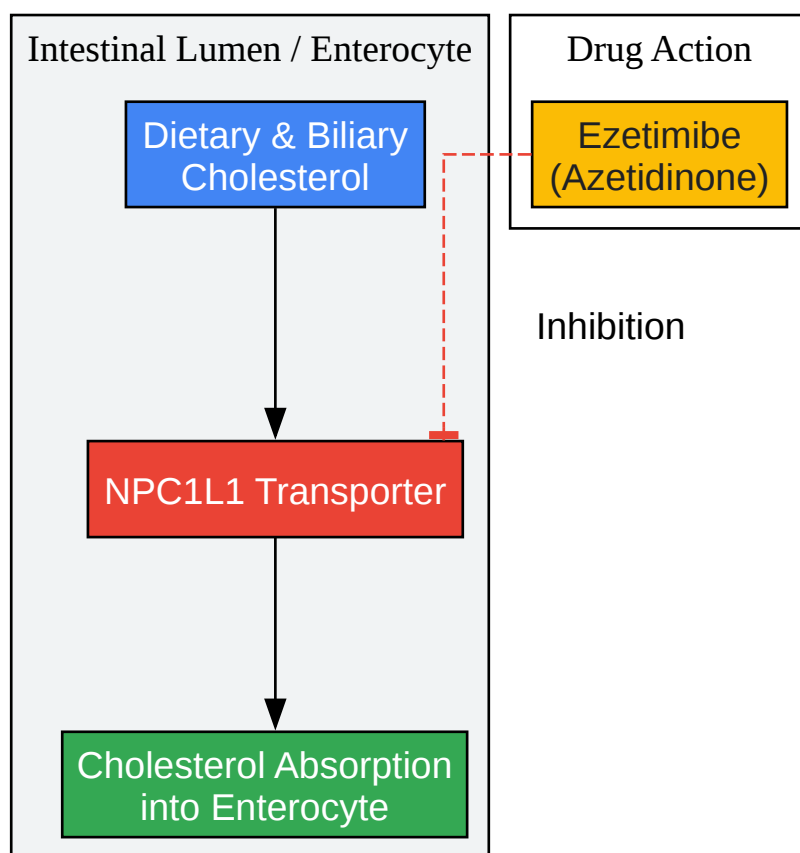 Intestinal Lumen / Enterocyte
Dietary & Biliary
Cholesterol
NPC1L1 Transporter
Cholesterol Absorption
into Enterocyte
Drug Action
Ezetimibe
(Azetidinone)
Inhibition